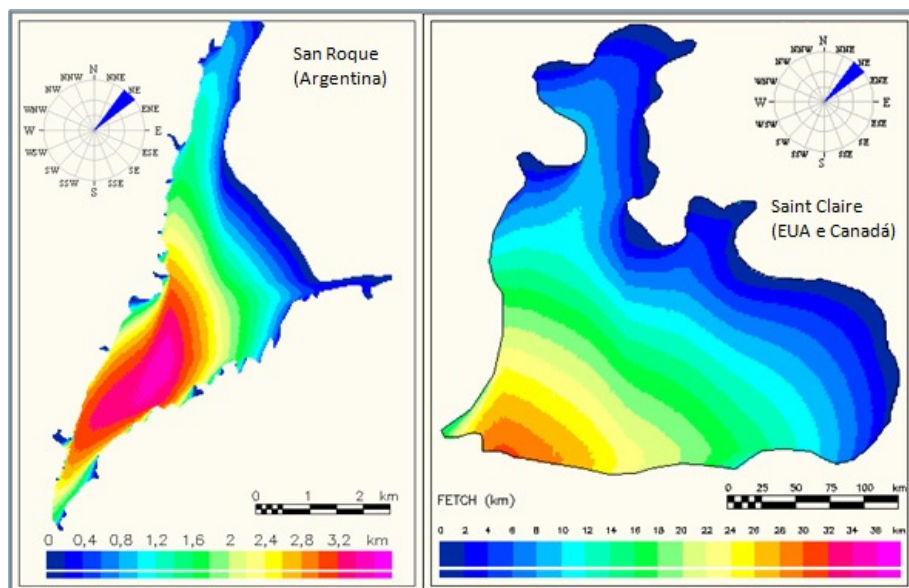 San Roque
(Argentina)
N
NNE
NE
ENE
E
ESE
SE
SSE
S
SSW
SW
WSW
W
WNW
NW
NNW
0 1 2 km
0 0,4 0,8 1,2 1,6 2 2,4 2,8 3,2 km
N
NNE
NE
ENE
E
ESE
SE
SSE
S
SSW
SW
WSW
W
WNW
NW
NNW
Saint Claire
(EUA e Canadá)
0 25 50 75 100 km
FETCH (km)
0 2 4 6 8 10 12 14 16 18 20 22 24 26 28 30 32 34 36 km